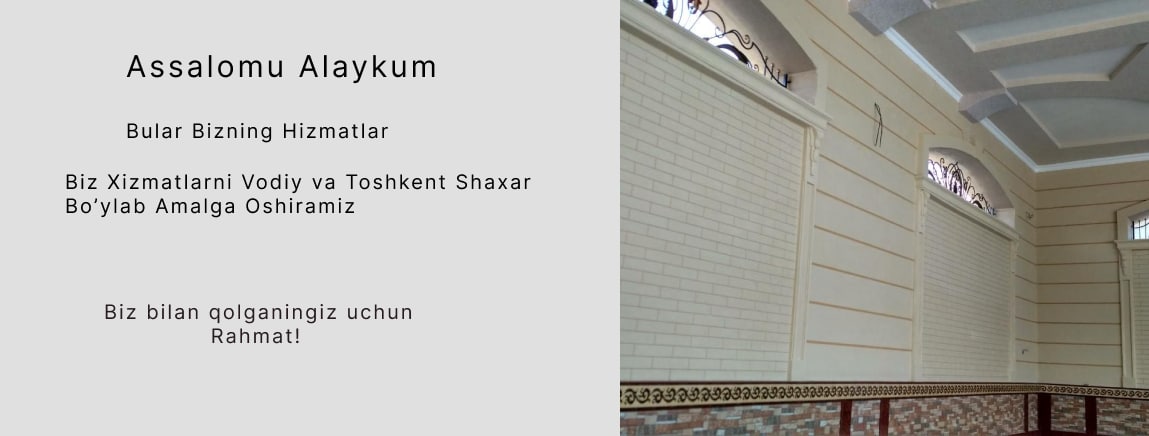 Assalomu Alaykum
Bular Bizning Hizmatlar
Biz Xizmatlarni Vodiy va Toshkent Shaxar
Bo’ylab Amalga Oshiramiz
Biz bilan qolganingiz uchun
Rahmat!